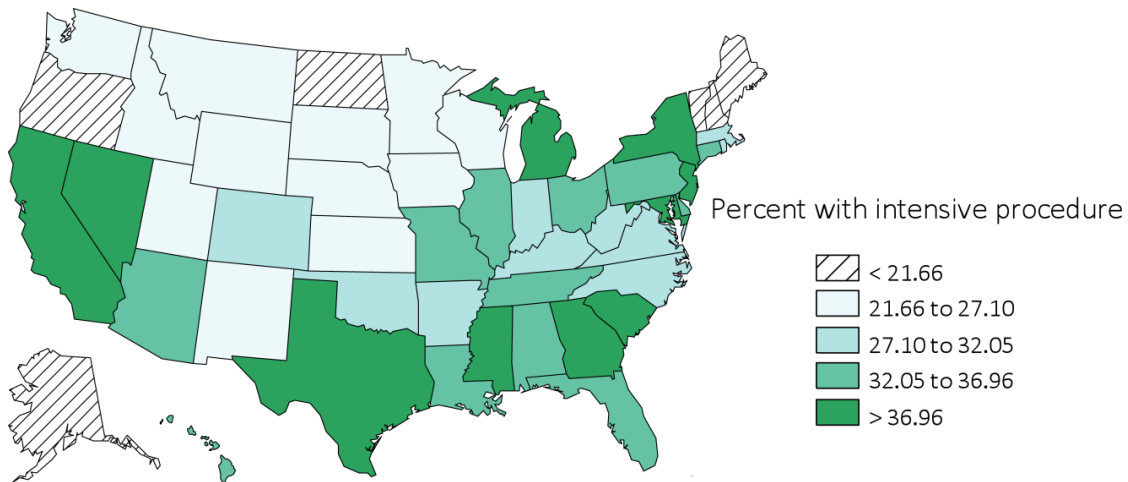 Percent with intensive procedure
< 21.66
21.66 to 27.10
27.10 to 32.05
32.05 to 36.96
> 36.96